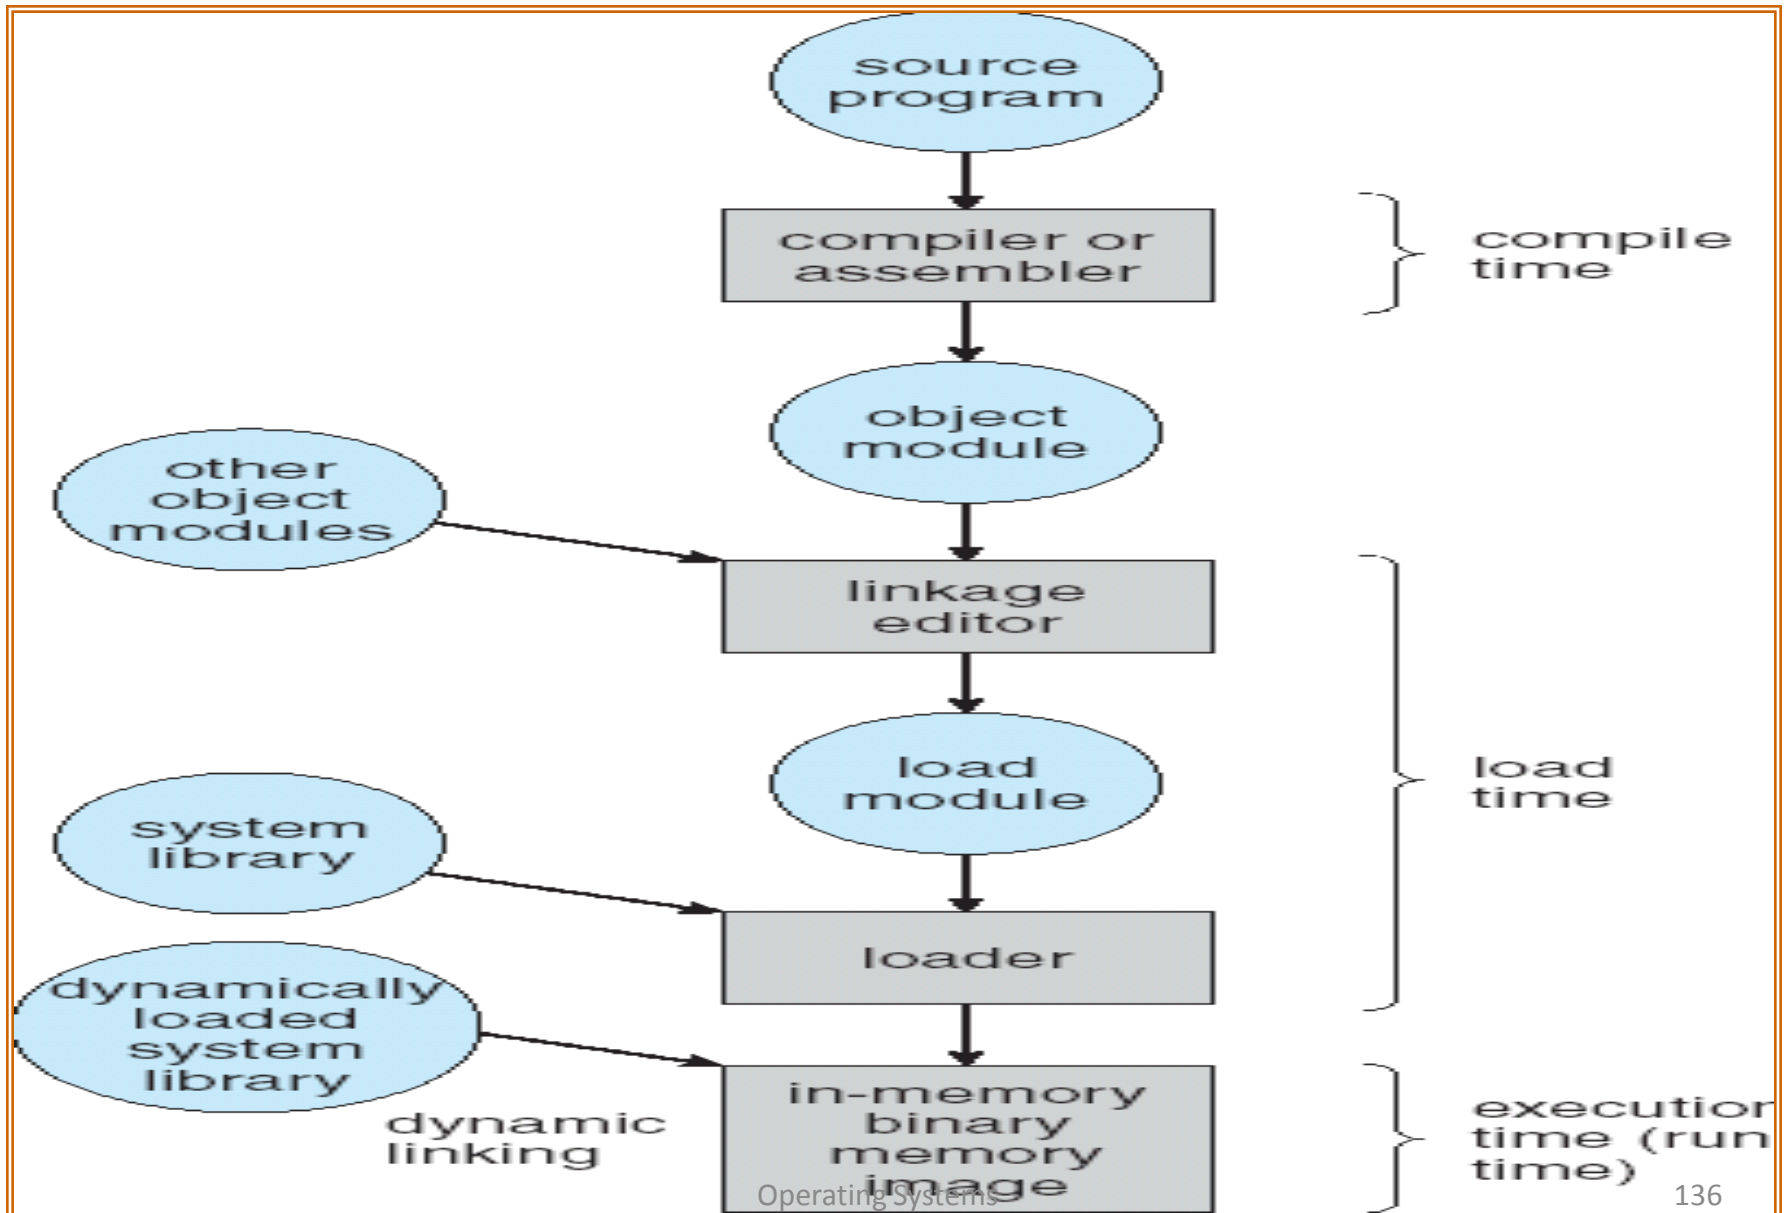 source
program
compiler or
assembler
compile
time
object
module
other
object
modules
linkage
editor
load
module
load
time
system
library
loader
dynamically
loaded
system
library
dynamic
linking
in-memory
binary
memory
image
execution
time (run
time)
Operating Systems
136